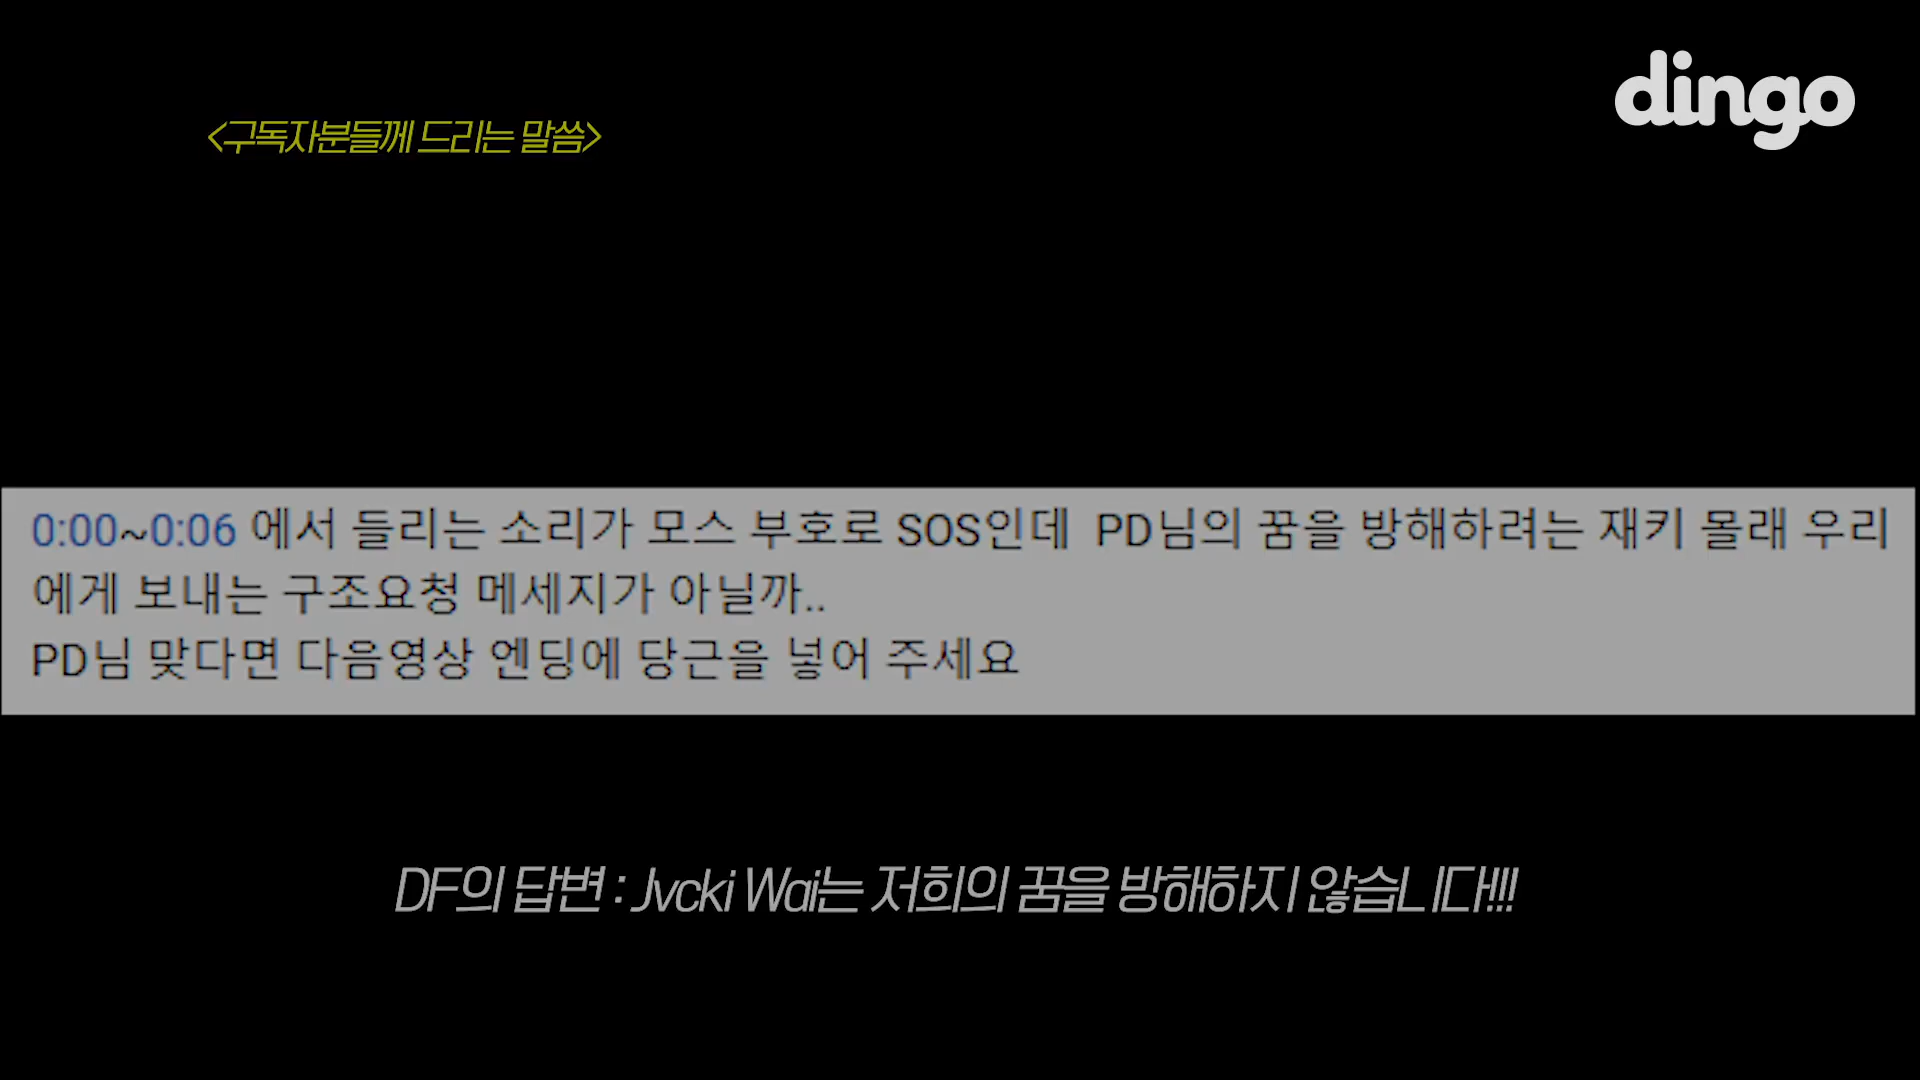 dingo
<구독자분들께 드리는 말씀>
0:00~0:06 에서 들리는 소리가 모스 부호로 SOS인데 PD님의 꿈을 방해하려는 재키 몰래 우리
에게 보내는 구조요청 메세지가 아닐까..
PD님 맞다면 다음영상 엔딩에 당근을 넣어 주세요
DF의 답변 : Jvcki Wai는 저희의 꿈을 방해하지 않습니다!!!